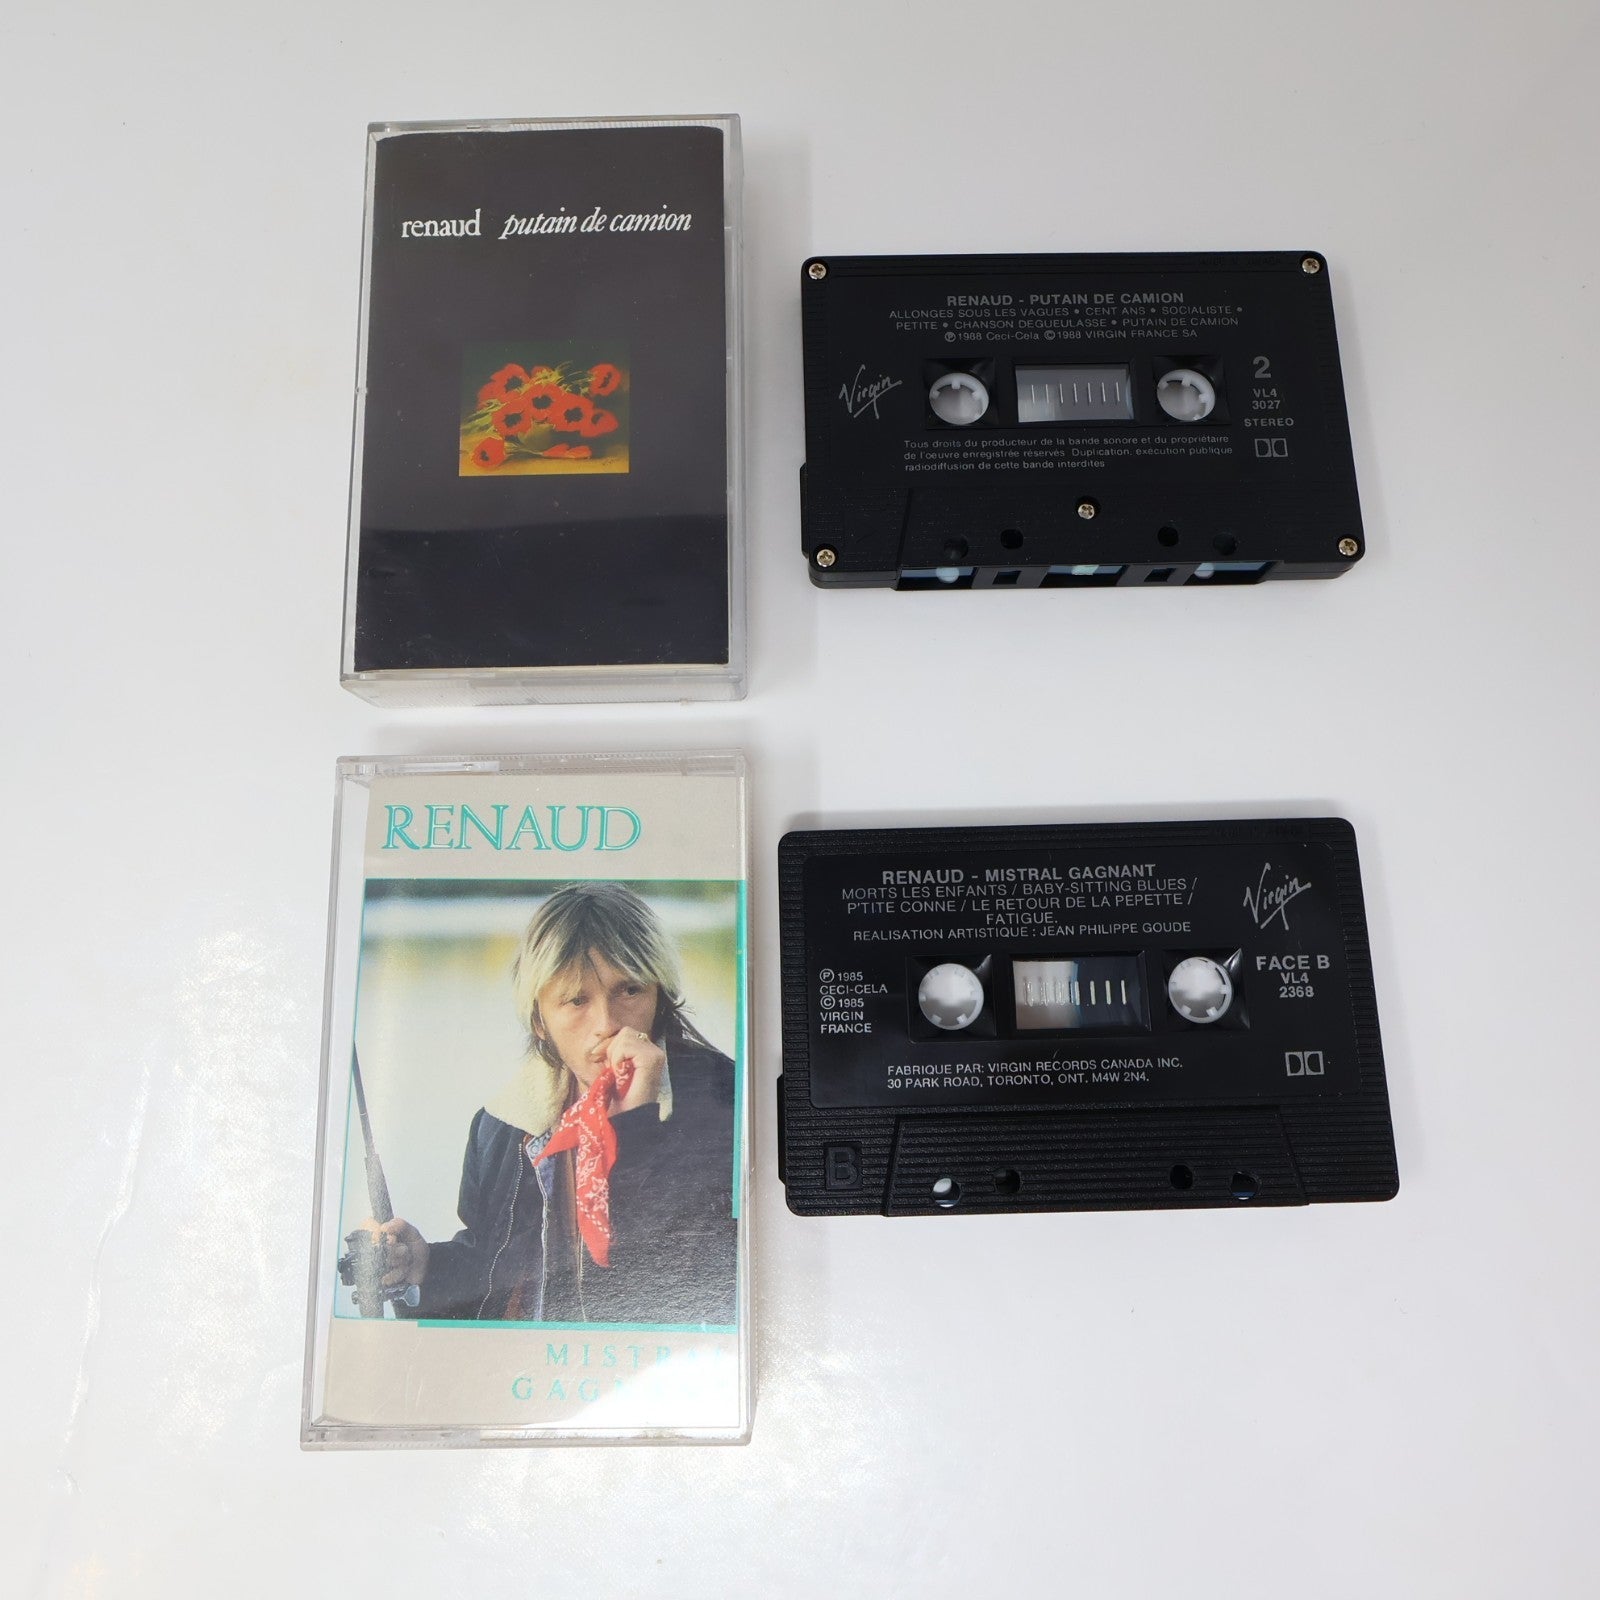 renaud putain de camion
RENAUD - PUTAIN DE CAMION
ALLONGES SOUS LES VAGUES • CENT ANS • SOCIALISTE •
PETITE • CHANSON DEGUEULASSE • PUTAIN DE CAMION
Ⓟ1988 Ceci-Cela ©1988 VIRGIN FRANCE SA
Virgin
2
VL4
3027
STEREO
Tous droits du producteur de la bande sonore et du propriétaire
de l'oeuvre enregistrée réservés Duplication, exécution publique
radiodiffusion de cette bande interdites
RENAUD
MISTRAL
GAGNANT
RENAUD - MISTRAL GAGNANT
MORTS LES ENFANTS / BABY-SITTING BLUES /
P'TITE CONNE / LE RETOUR DE LA PEPETTE /
FATIGUE.
REALISATION ARTISTIQUE : JEAN PHILIPPE GOUDE
Virgin
Ⓟ 1985
CECI-CELA
© 1985
VIRGIN
FRANCE
FACE B
VL4
2368
FABRIQUE PAR: VIRGIN RECORDS CANADA INC.
30 PARK ROAD, TORONTO, ONT. M4W 2N4.
B